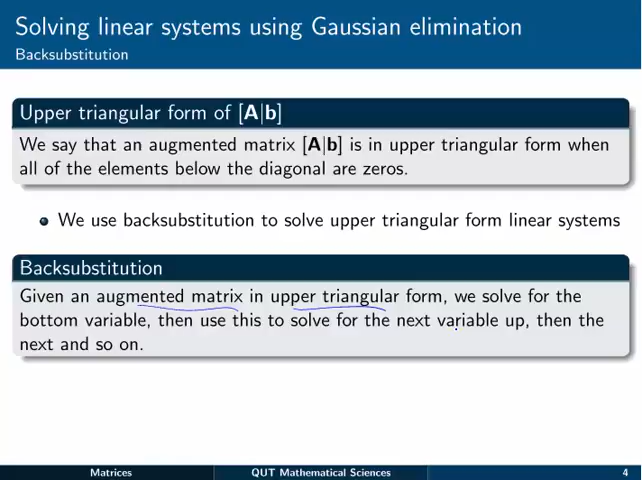 Solving linear systems using Gaussian elimination
Backsubstitution
Upper triangular form of [A|b]
We say that an augmented matrix [A|b] is in upper triangular form when
all of the elements below the diagonal are zeros.
We use backsubstitution to solve upper triangular form linear systems
Backsubstitution
Given an augmented matrix in upper triangular form, we solve for the
bottom variable, then use this to solve for the next variable up, then the
next and so on.
Matrices QUT Mathematical Sciences 4